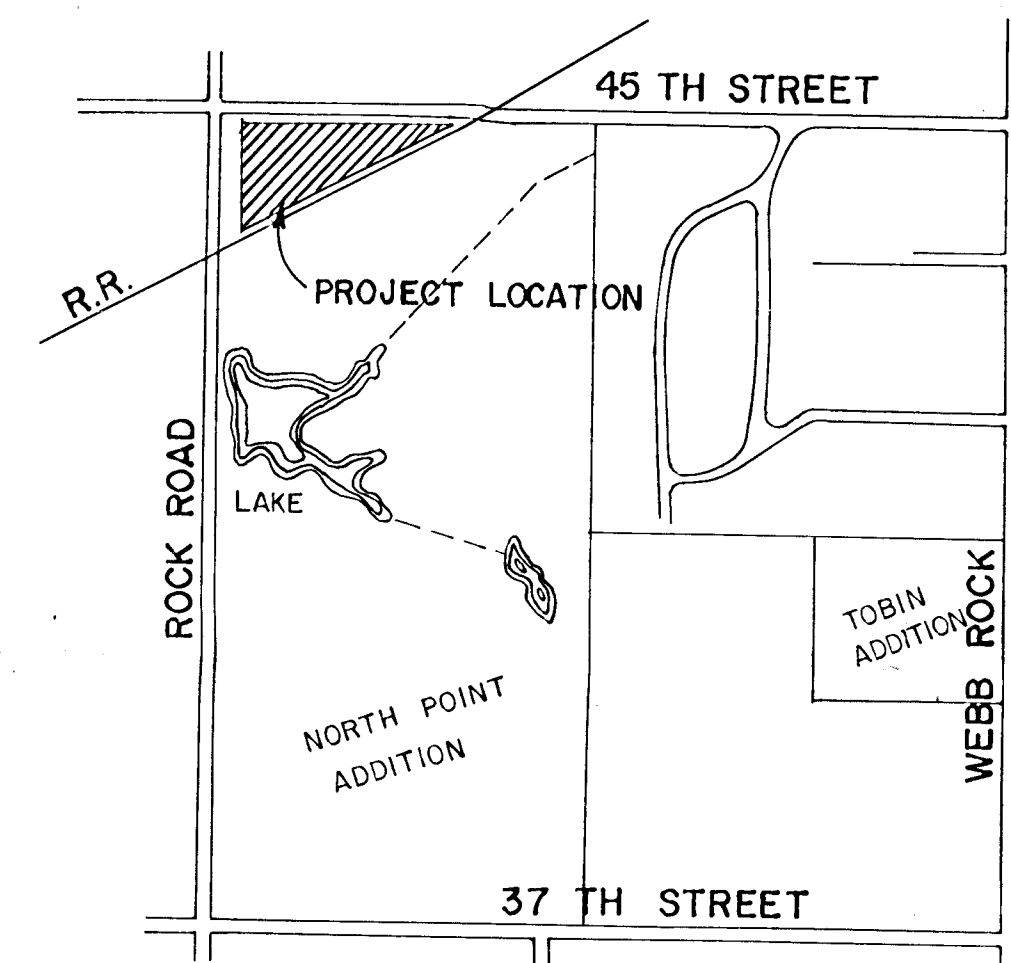 45 TH STREET
R.R.
PROJECT LOCATION
ROCK ROAD
LAKE
TOBIN
ADDITION
WEBB ROCK
NORTH POINT
ADDITION
37 TH STREET